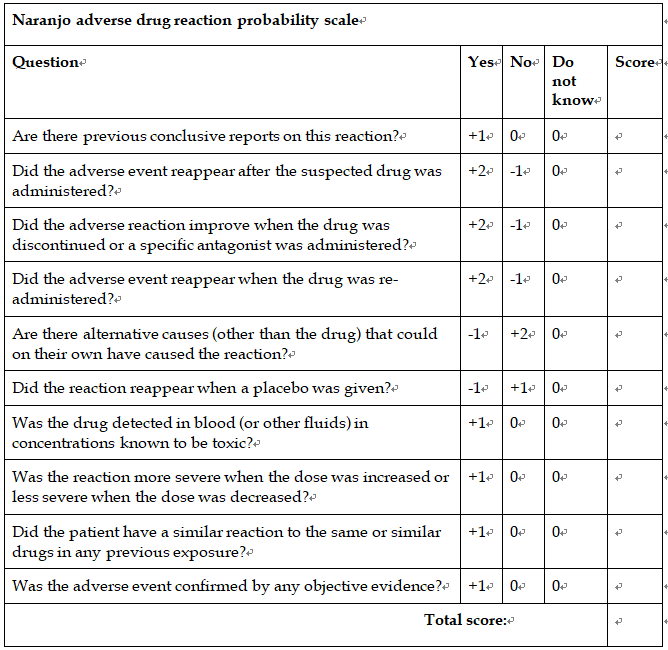 Naranjo adverse drug reaction probability scale
Question Yes No Do not know Score
Are there previous conclusive reports on this reaction? +1 0 0
Did the adverse event reappear after the suspected drug was
administered? +2 -1 0
Did the adverse reaction improve when the drug was
discontinued or a specific antagonist was administered? +2 -1 0
Did the adverse event reappear when the drug was re-
administered? +2 -1 0
Are there alternative causes (other than the drug) that could
on their own have caused the reaction? -1 +2 0
Did the reaction reappear when a placebo was given? -1 +1 0
Was the drug detected in blood (or other fluids) in
concentrations known to be toxic? +1 0 0
Was the reaction more severe when the dose was increased or
less severe when the dose was decreased? +1 0 0
Did the patient have a similar reaction to the same or similar
drugs in any previous exposure? +1 0 0
Was the adverse event confirmed by any objective evidence? +1 0 0
Total score: